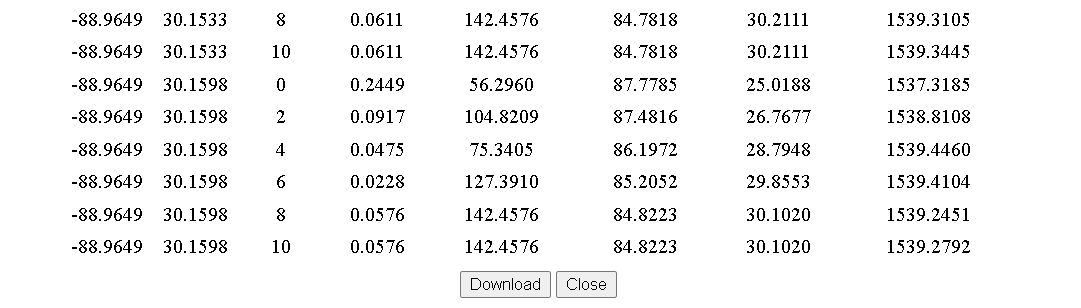 -88.9649 30.1533 8 0.0611 142.4576 84.7818 30.2111 1539.3105
-88.9649 30.1533 10 0.0611 142.4576 84.7818 30.2111 1539.3445
-88.9649 30.1598 0 0.2449 56.2960 87.7785 25.0188 1537.3185
-88.9649 30.1598 2 0.0917 104.8209 87.4816 26.7677 1538.8108
-88.9649 30.1598 4 0.0475 75.3405 86.1972 28.7948 1539.4460
-88.9649 30.1598 6 0.0228 127.3910 85.2052 29.8553 1539.4104
-88.9649 30.1598 8 0.0576 142.4576 84.8223 30.1020 1539.2451
-88.9649 30.1598 10 0.0576 142.4576 84.8223 30.1020 1539.2792
Download Close